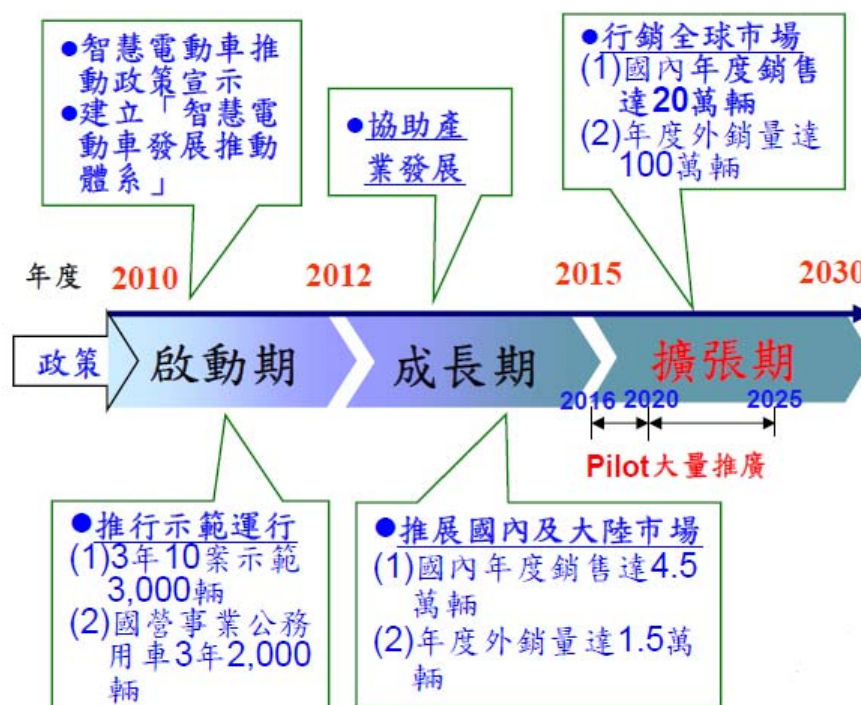 ●智慧電動車推
動政策宣示
●建立「智慧電
動車發展推動
體系」
●協助產
業發展
●行銷全球市場
(1)國內年度銷售
達20萬輛
(2)年度外銷量達
100萬輛
年度 2010 2012 2015 2030
政策 啟動期 成長期 擴張期
2016 2020 2025
Pilot大量推廣
●推行示範運行
(1)3年10案示範
3,000輛
(2)國營事業公務
用車3年2,000
輛
●推展國內及大陸市場
(1)國內年度銷售達4.5
萬輛
(2)年度外銷量達1.5萬
輛